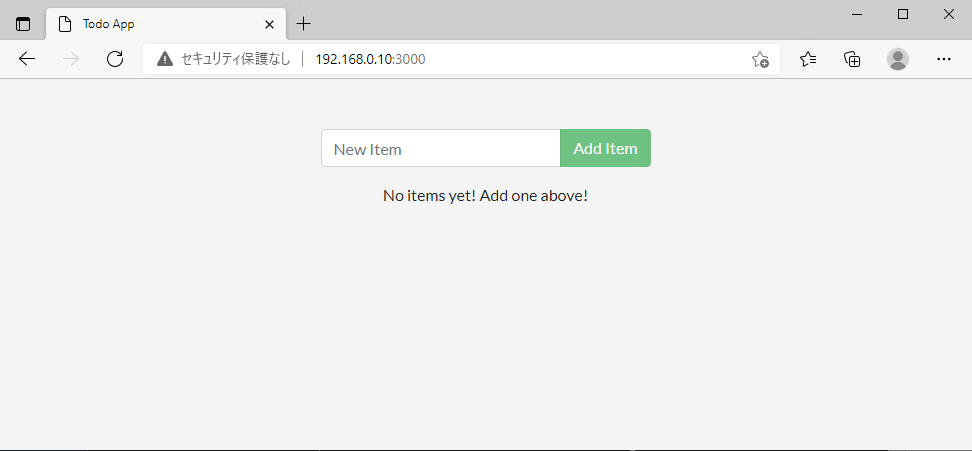 Todo App
セキュリティ保護なし 192.168.0.10:3000
New Item Add Item
No items yet! Add one above!